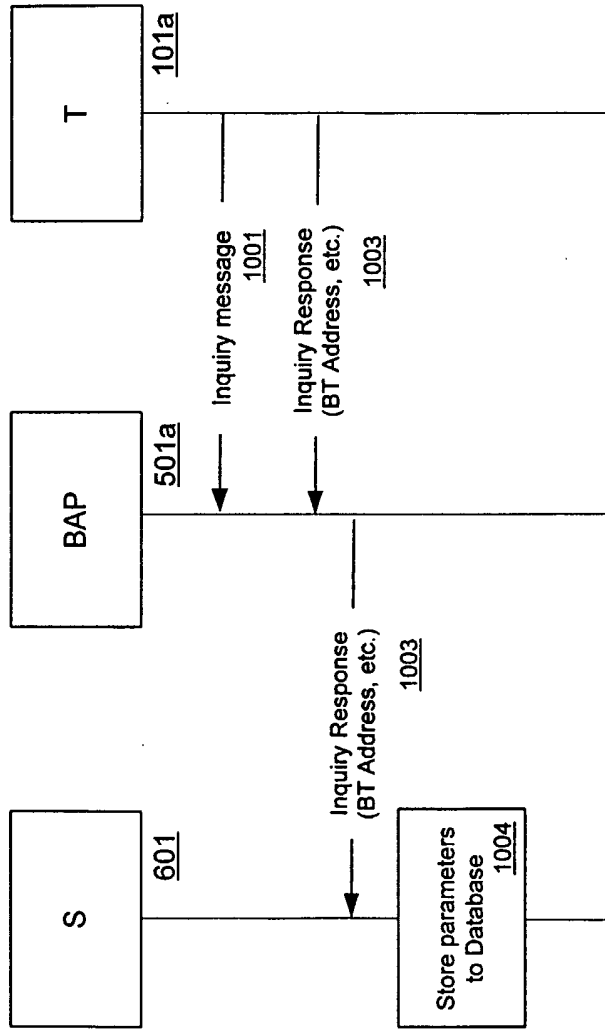 S
601
BAP
501a
T
101a
Inquiry message
1001
Inquiry Response
(BT Address, etc.)
1003
Inquiry Response
(BT Address, etc.)
1003
Store parameters
to Database
1004